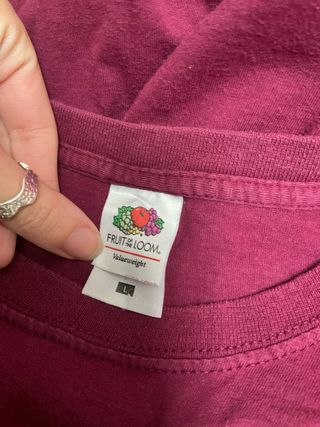 FRUIT OF THE LOOM®
Valueweight
L